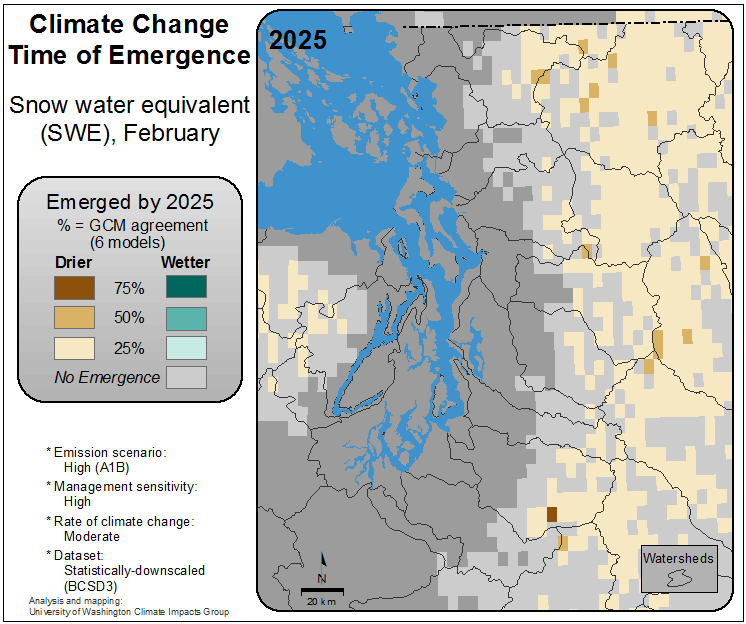 Climate Change
Time of Emergence
Snow water equivalent
(SWE), February
Emerged by 2025
% = GCM agreement
(6 models)
Drier Wetter
75%
50%
25%
No Emergence
* Emission scenario:
High (A1B)
* Management sensitivity:
High
* Rate of climate change:
Moderate
* Dataset:
Statistically-downscaled
(BCSD3)
Analysis and mapping:
University of Washington Climate Impacts Group
2025
N
20 km
Watersheds